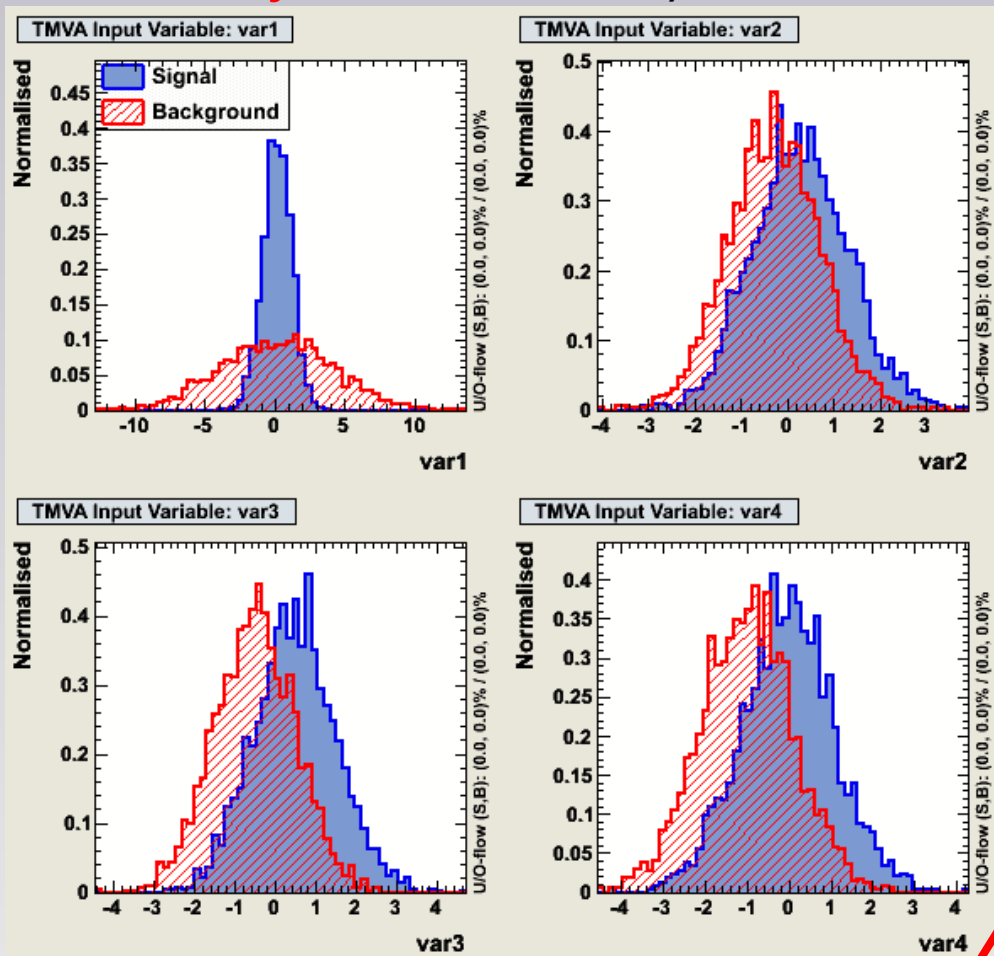 TMVA Input Variable: var1
Normalised
0.45
0.4
0.35
0.3
0.25
0.2
0.15
0.1
0.05
0
Signal
Background
-10 -5 0 5 10
var1
U/O-flow (S,B): (0.0, 0.0)% / (0.0, 0.0)%
TMVA Input Variable: var2
Normalised
0.5
0.4
0.3
0.2
0.1
0
-4 -3 -2 -1 0 1 2 3
var2
U/O-flow (S,B): (0.0, 0.0)% / (0.0, 0.0)%
TMVA Input Variable: var3
Normalised
0.5
0.4
0.3
0.2
0.1
0
-4 -3 -2 -1 0 1 2 3 4
var3
U/O-flow (S,B): (0.0, 0.0)% / (0.0, 0.0)%
TMVA Input Variable: var4
Normalised
0.4
0.35
0.3
0.25
0.2
0.15
0.1
0.05
0
-4 -3 -2 -1 0 1 2 3 4
var4
U/O-flow (S,B): (0.0, 0.0)% / (0.0, 0.0)%